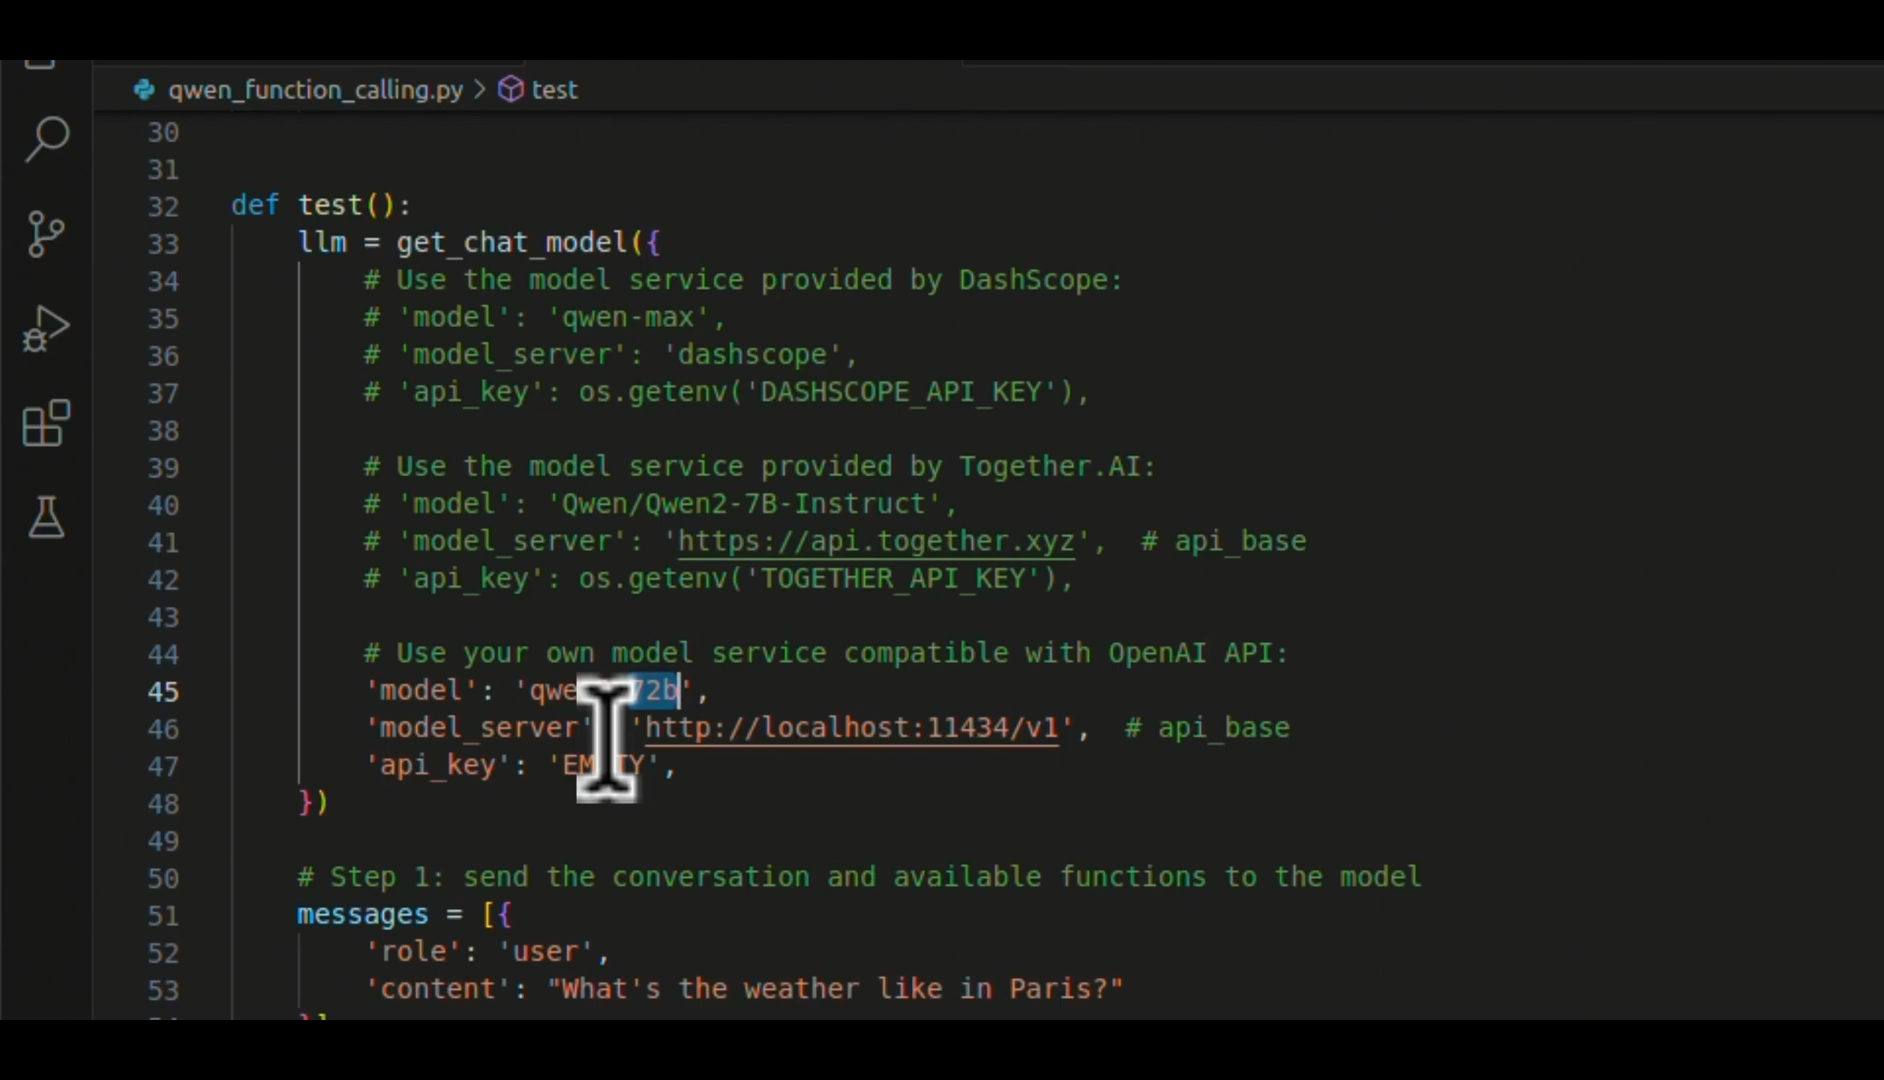 qwen_function_calling.py > test
30
31
32 def test():
33 llm = get_chat_model({
34 # Use the model service provided by DashScope:
35 # 'model': 'qwen-max',
36 # 'model_server': 'dashscope',
37 # 'api_key': os.getenv('DASHSCOPE_API_KEY'),
38
39 # Use the model service provided by Together.AI:
40 # 'model': 'Qwen/Qwen2-7B-Instruct',
41 # 'model_server': 'https://api.together.xyz', # api_base
42 # 'api_key': os.getenv('TOGETHER_API_KEY'),
43
44 # Use your own model service compatible with OpenAI API:
45 'model': 72b',
46 'model_server' 'http://localhost:11434/v1', # api_base
47 'api_key':
48 })
49
50 # Step 1: send the conversation and available functions to the model
51 messages = [{
52 'role': 'user',
53 'content': "What's the weather like in Paris?"